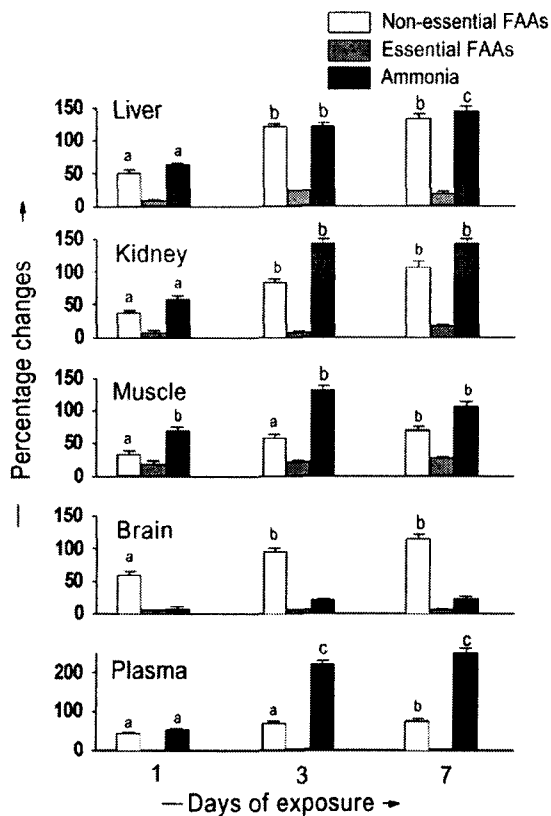 Non-essential FAAs
Essential FAAs
Ammonia
Percentage changes
Liver
150
100
50
0
a a
b b
b c
Kidney
150
100
50
0
a a
b b
b b
Muscle
150
100
50
0
a b
a b
b b
Brain
150
100
50
0
a
b
b
Plasma
200
100
0
a a
a c
b c
1 3 7
Days of exposure